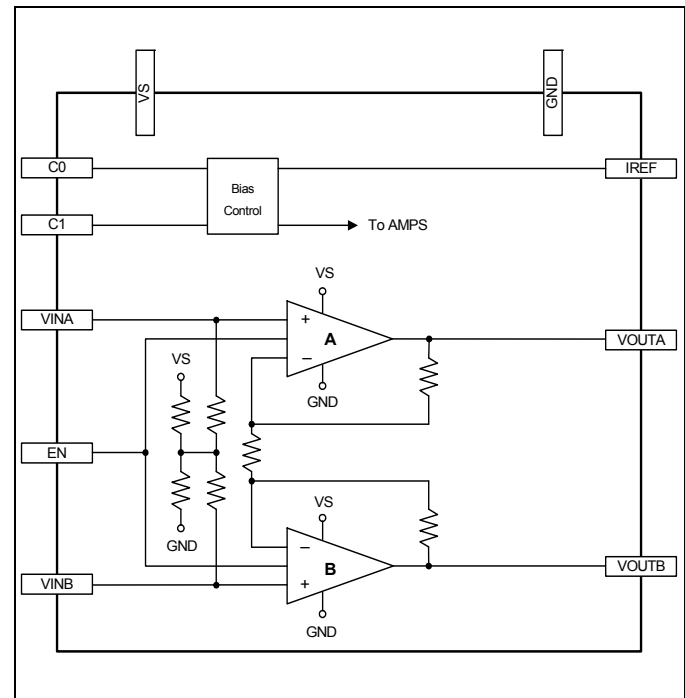 VS
GND
C0
Bias
Control
IREF
C1
To AMPS
VS
VINA
+
A
VOUTA
−
VS
GND
EN
VS
GND
−
B
VOUTB
VINB
+
GND